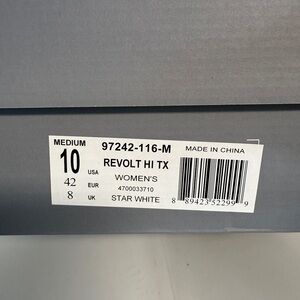 MEDIUM
10 USA
42 EUR
8 UK
97242-116-M
REVOLT HI TX
WOMEN'S
4700033710
STAR WHITE
MADE IN CHINA
8 89423 52299 9